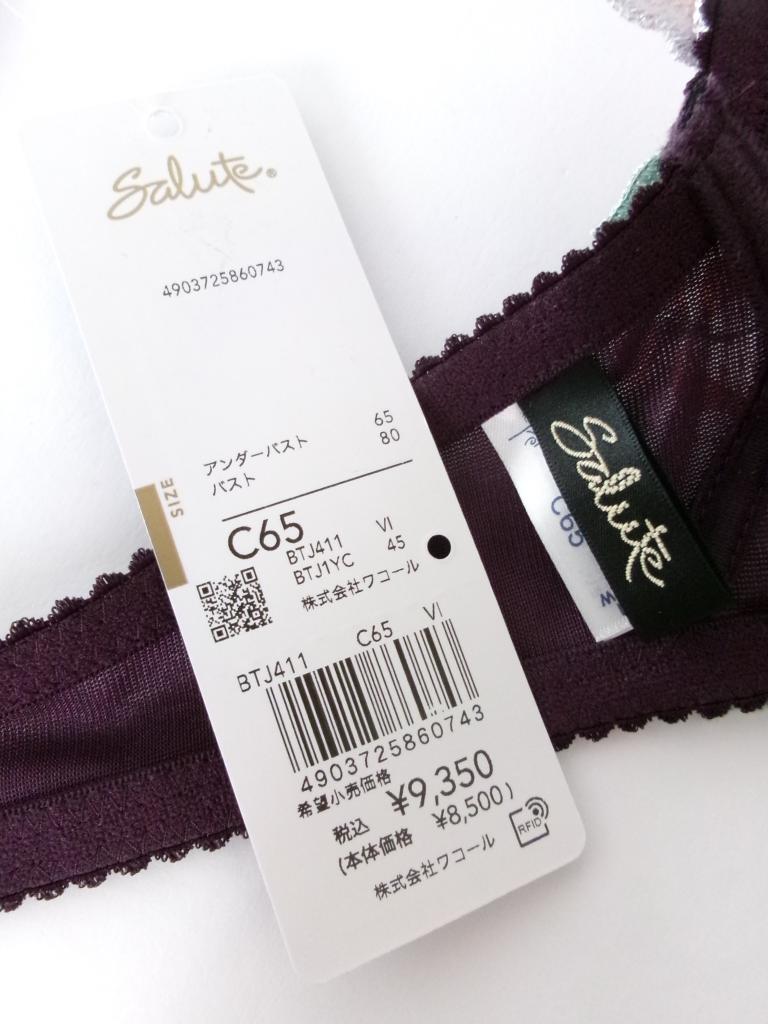 Salute®
4903725860743
アンダーバスト 65
バスト 80
SIZE
C65
BTJ411 VI
BTJ1YC 45
株式会社ワコール
BTJ411 C65 VI
4903725860743
希望小売価格
税込 ¥9,350
(本体価格 ¥8,500)
株式会社ワコール
RFID
Salute
C65